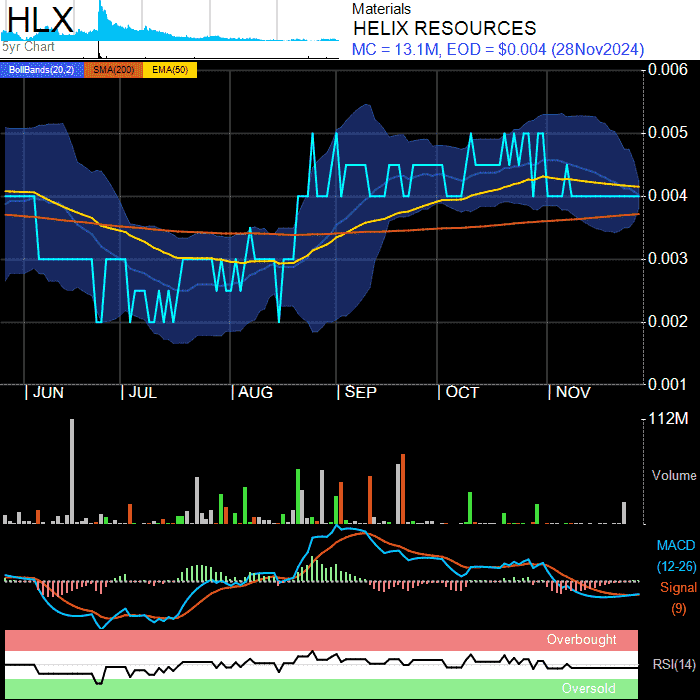 HLX
5yr Chart
Materials
HELIX RESOURCES
MC = 13.1M, EOD = $0.004 (28Nov2024)
BollBands(20,2) SMA(200) EMA(50)
0.006
0.005
0.004
0.003
0.002
0.001
JUN JUL AUG SEP OCT NOV
112M
Volume
MACD
(12-26)
Signal
(9)
Overbought
RSI(14)
Oversold